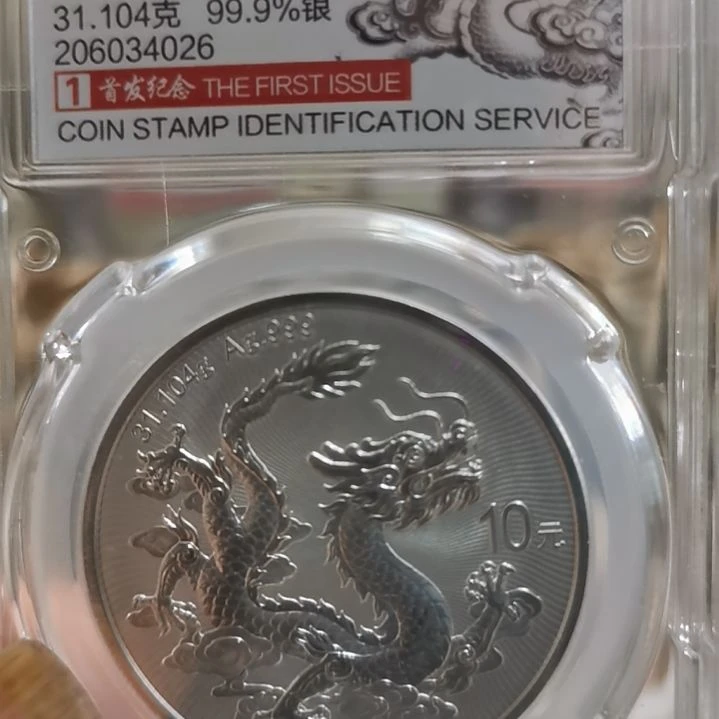 31.104克 99.9%银
206034026
1 首发纪念 THE FIRST ISSUE
COIN STAMP IDENTIFICATION SERVICE
31.104g Ag.999
10元